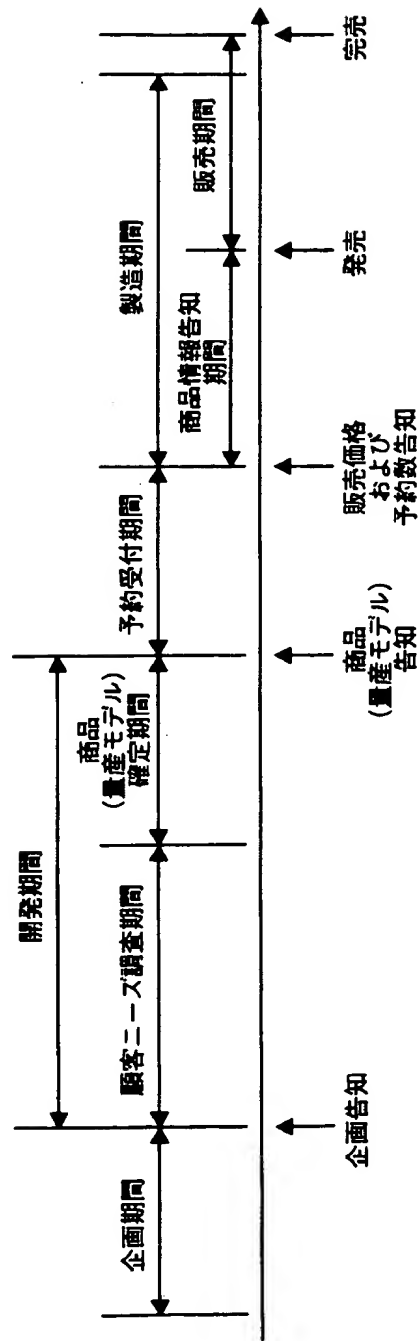 開発期間
企画期間
顧客ニーズ調査期間
商品
(量産モデル)
確定期間
予約受付期間
製造期間
商品情報告知
期間
販売期間
企画告知
商品
(量産モデル)
告知
販売価格
および
予約数告知
発売
完売